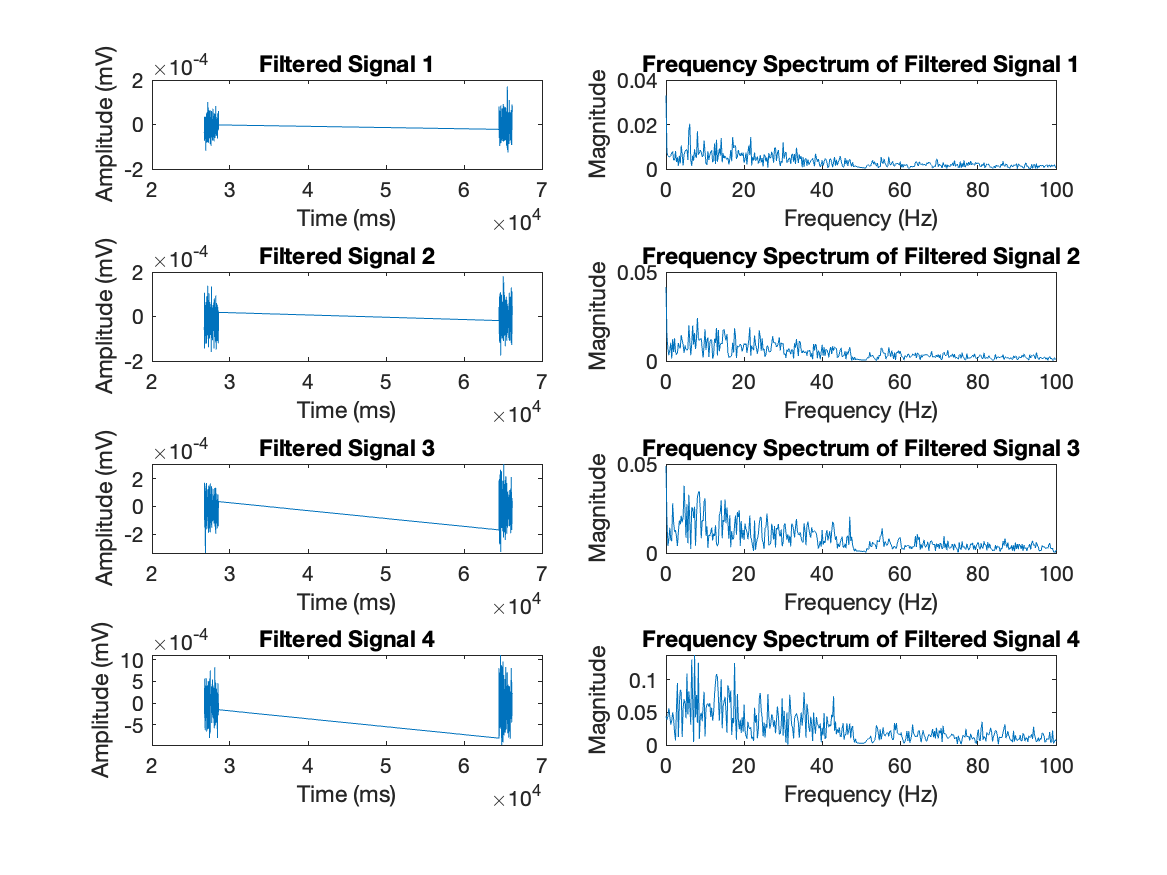 Filtered Signal 1
×10⁻⁴
Amplitude (mV)
2
0
-2
2 3 4 5 6 7
Time (ms)
×10⁴
Frequency Spectrum of Filtered Signal 1
Magnitude
0.04
0.02
0
0 20 40 60 80 100
Frequency (Hz)
Filtered Signal 2
×10⁻⁴
Amplitude (mV)
2
0
-2
2 3 4 5 6 7
Time (ms)
×10⁴
Frequency Spectrum of Filtered Signal 2
Magnitude
0.05
0
0 20 40 60 80 100
Frequency (Hz)
Filtered Signal 3
×10⁻⁴
Amplitude (mV)
2
0
-2
2 3 4 5 6 7
Time (ms)
×10⁴
Frequency Spectrum of Filtered Signal 3
Magnitude
0.05
0
0 20 40 60 80 100
Frequency (Hz)
Filtered Signal 4
×10⁻⁴
Amplitude (mV)
10
5
0
-5
2 3 4 5 6 7
Time (ms)
×10⁴
Frequency Spectrum of Filtered Signal 4
Magnitude
0.1
0.05
0
0 20 40 60 80 100
Frequency (Hz)